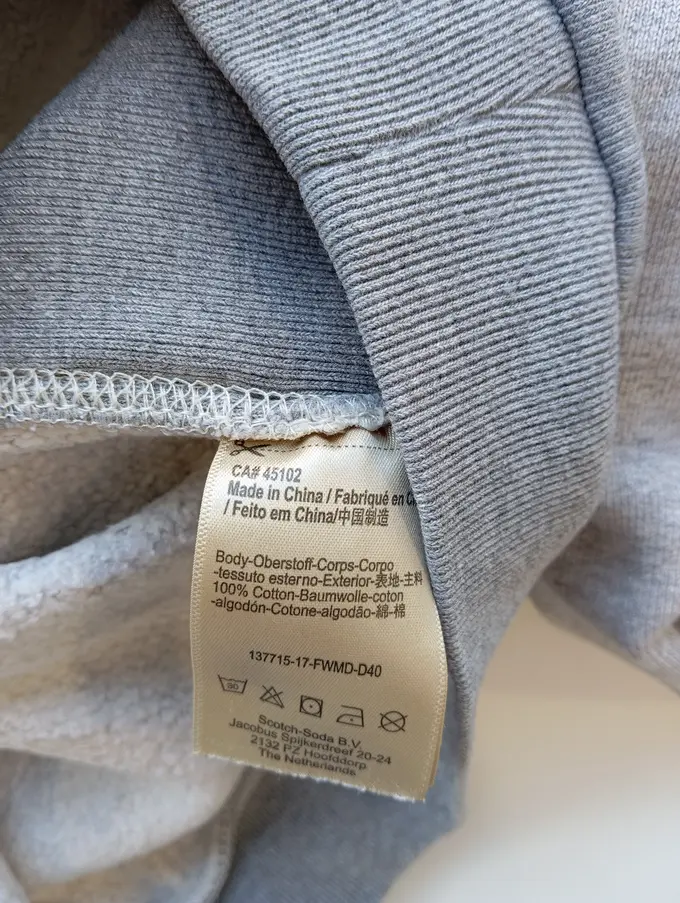 CA# 45102
Made in China / Fabriqué en C
/ Feito em China/中国制造
Body-Oberstoff-Corps-Corpo
-tessuto esterno-Exterior-表地-主料
100% Cotton-Baumwolle-coton
-algodón-Cotone-algodão-綿-棉
137715-17-FWMD-D40
30
Scotch-Soda B.V.
Jacobus Spijkerdreef 20-24
2132 PZ Hoofddorp
The Netherlands